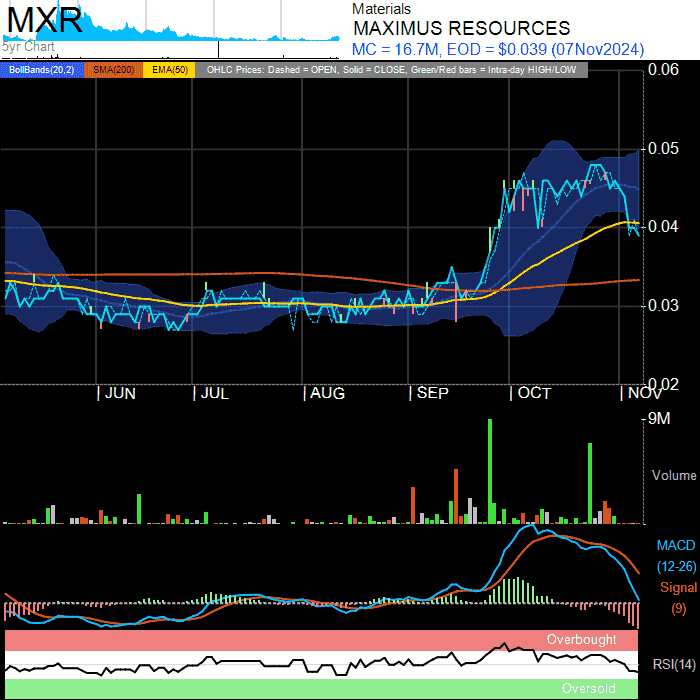 MXR
5yr Chart
Materials
MAXIMUS RESOURCES
MC = 16.7M, EOD = $0.039 (07Nov2024)
BollBands(20,2) SMA(200) EMA(50) OHLC Prices: Dashed = OPEN, Solid = CLOSE, Green/Red bars = Intra-day HIGH/LOW
0.06
0.05
0.04
0.03
0.02
JUN JUL AUG SEP OCT NOV
9M
Volume
MACD
(12-26)
Signal
(9)
Overbought
RSI(14)
Oversold